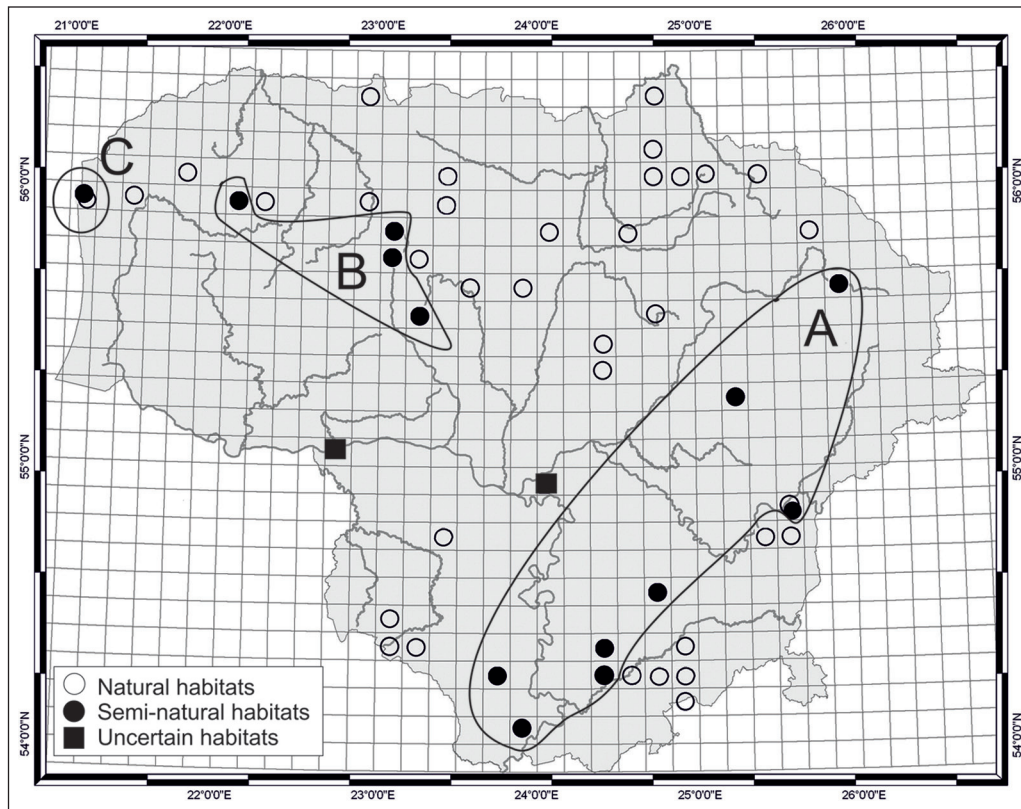 21°0'0"E 22°0'0"E 23°0'0"E 24°0'0"E 25°0'0"E 26°0'0"E
56°0'0"N 56°0'0"N
C
B
A
55°0'0"N 55°0'0"N
54°0'0"N 54°0'0"N
Natural habitats
Semi-natural habitats
Uncertain habitats
22°0'0"E 23°0'0"E 24°0'0"E 25°0'0"E 26°0'0"E